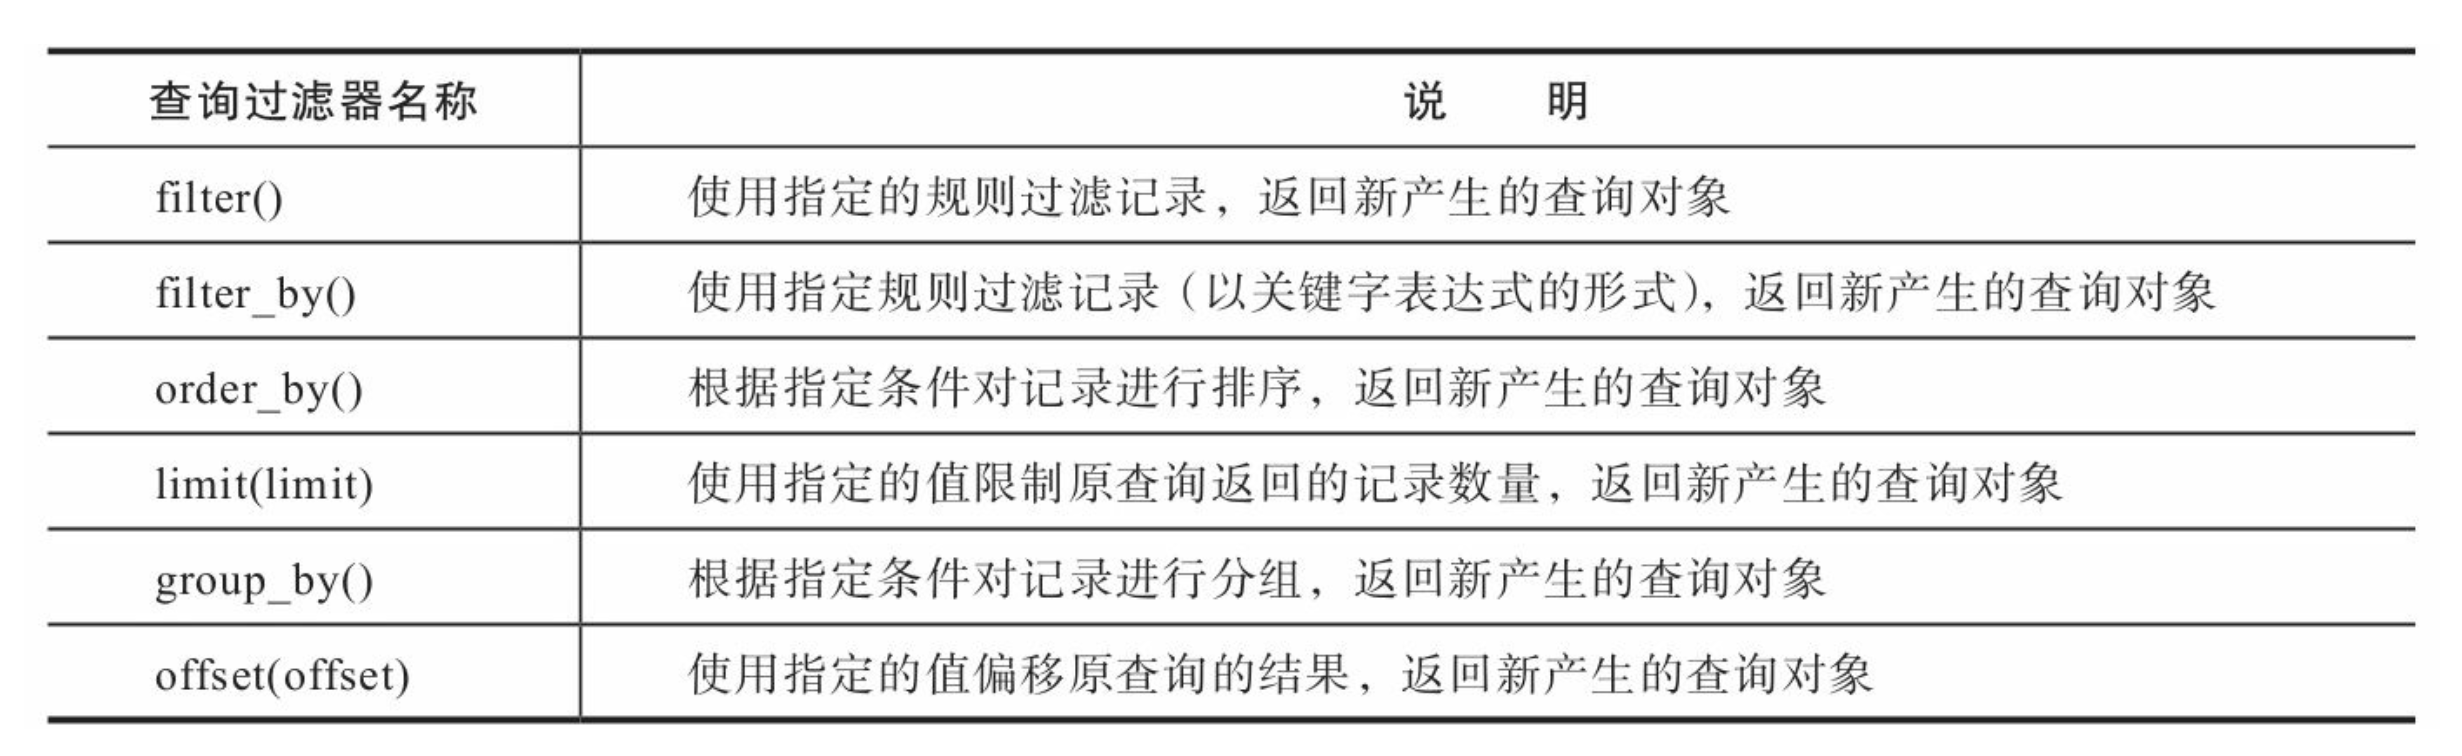 查询过滤器名称 说 明
filter() 使用指定的规则过滤记录，返回新产生的查询对象
filter_by() 使用指定规则过滤记录（以关键字表达式的形式），返回新产生的查询对象
order_by() 根据指定条件对记录进行排序，返回新产生的查询对象
limit(limit) 使用指定的值限制原查询返回的记录数量，返回新产生的查询对象
group_by() 根据指定条件对记录进行分组，返回新产生的查询对象
offset(offset) 使用指定的值偏移原查询的结果，返回新产生的查询对象